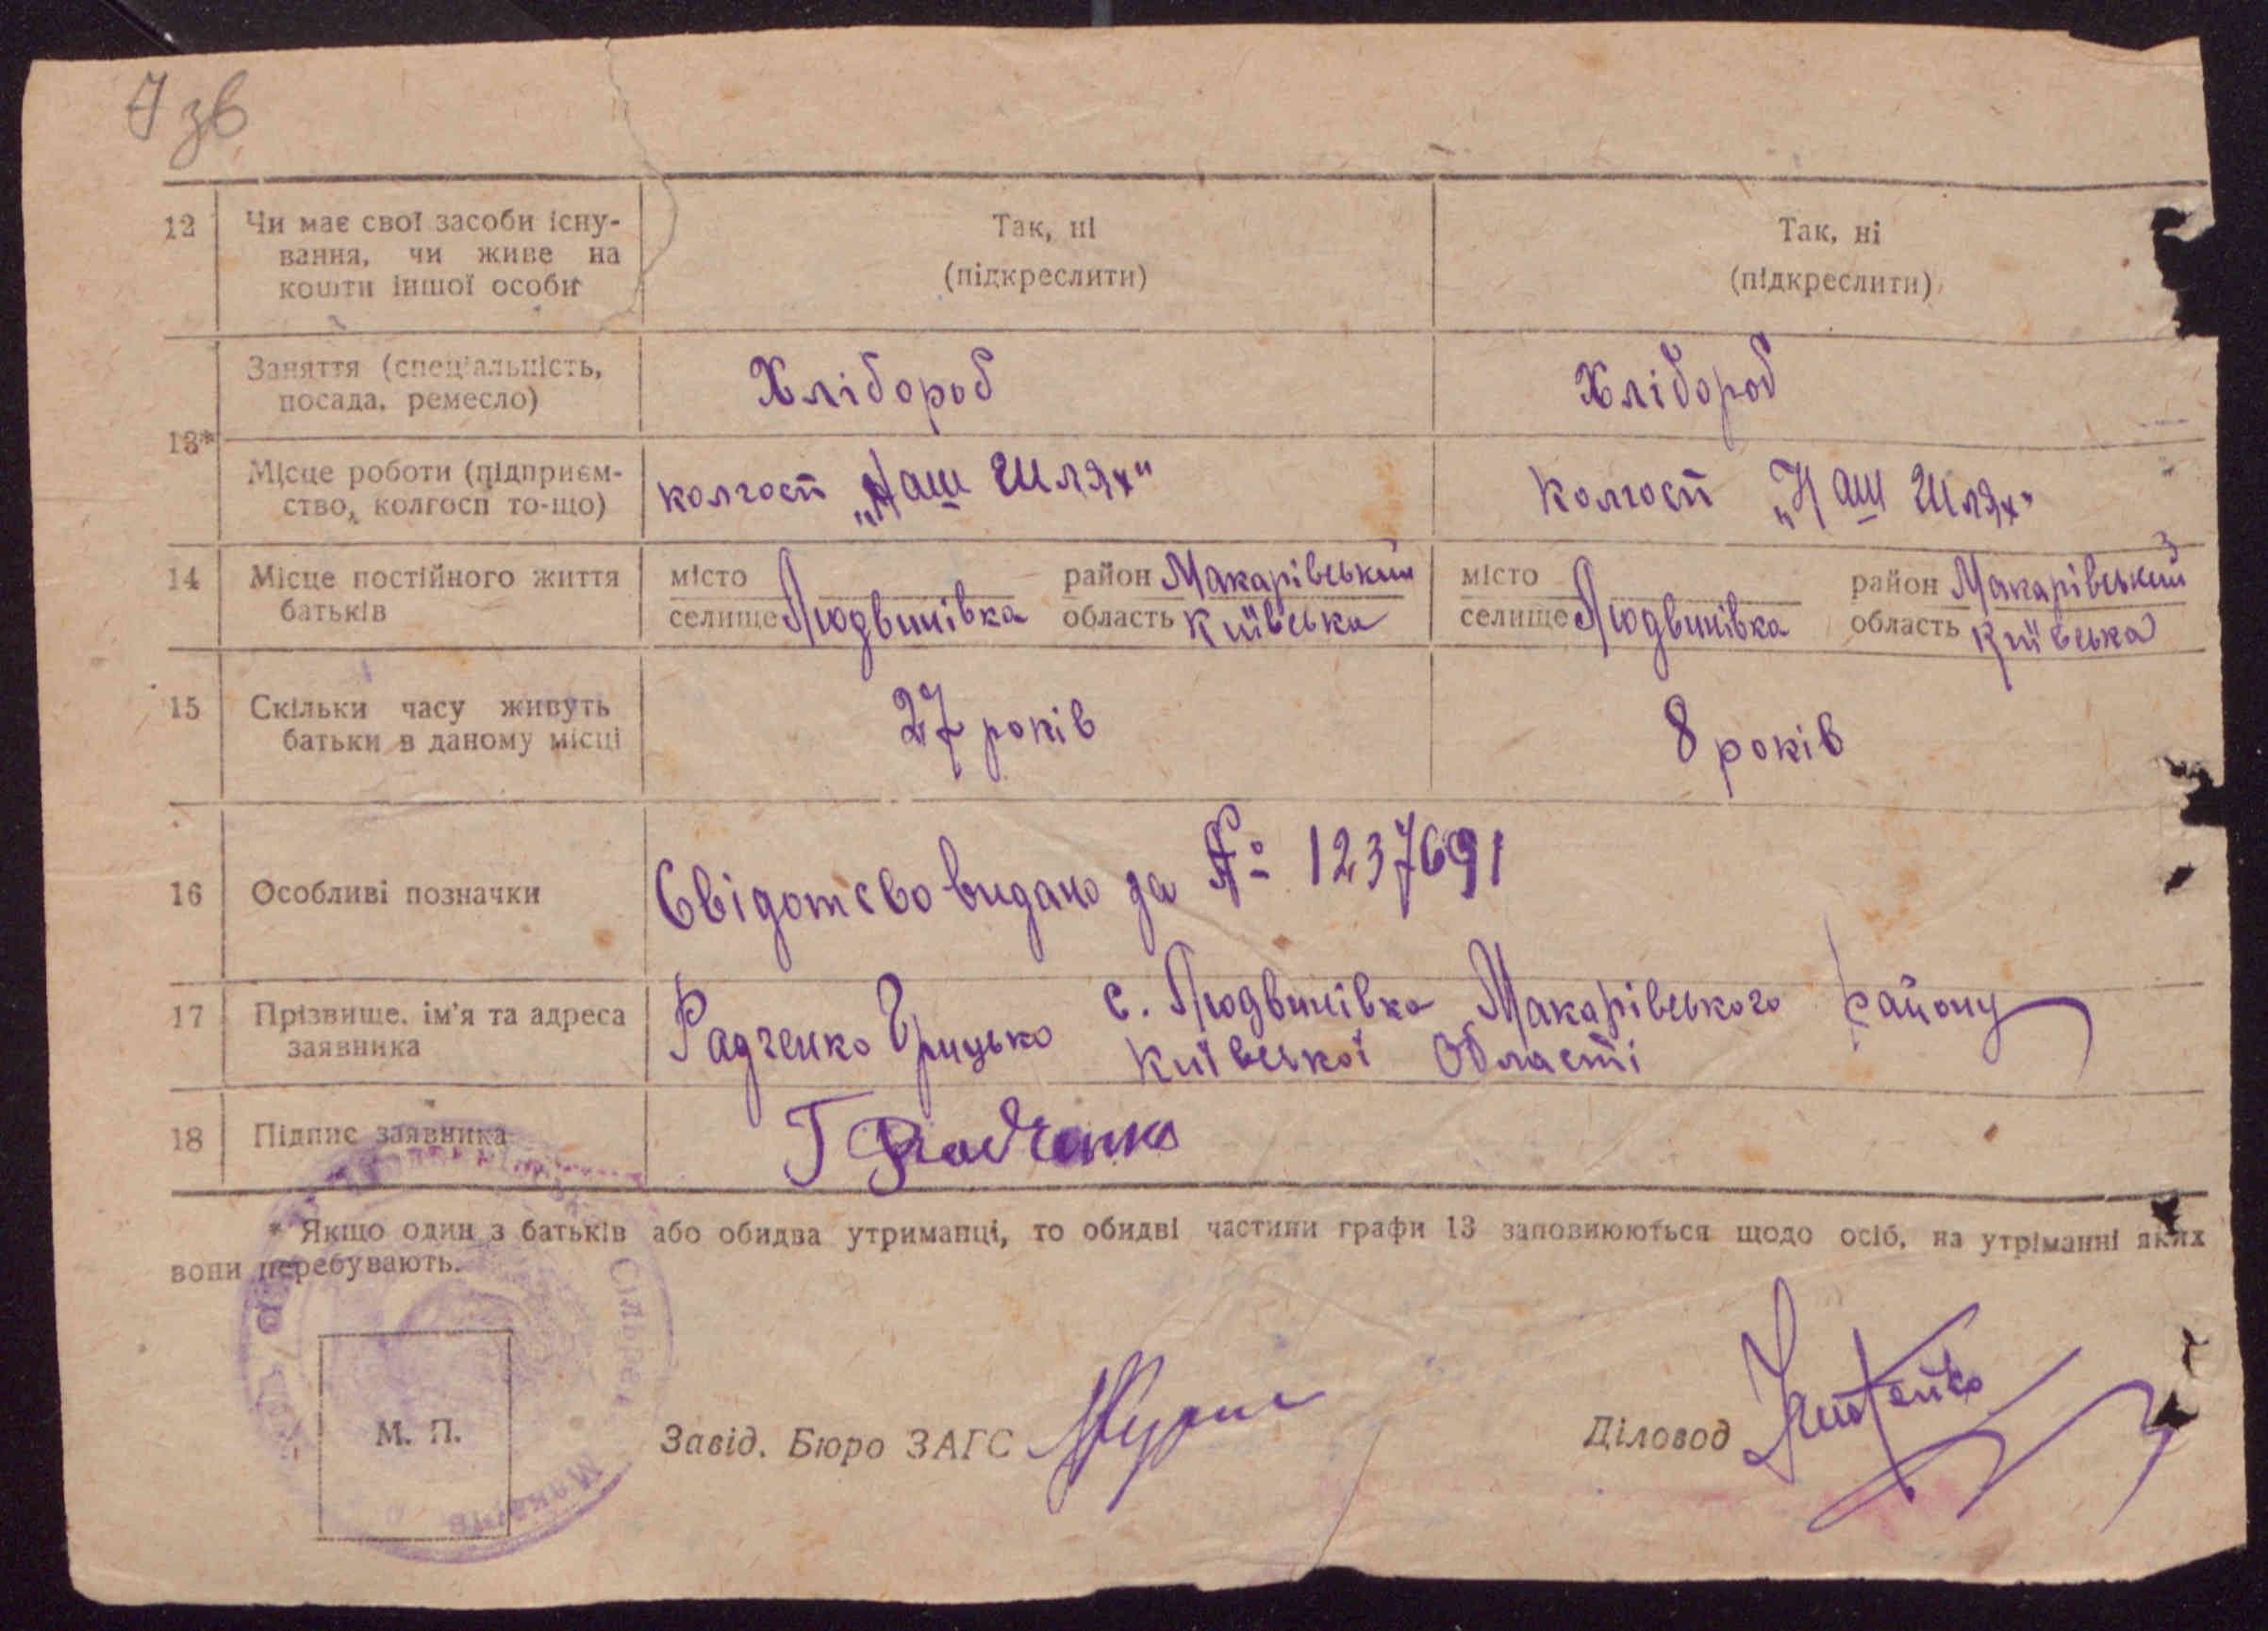 7 зв
12 Чи має свої засоби існу- Так, ні Так, ні
вання, чи живе на (підкреслити) (підкреслити)
кошти іншої особи
13* Заняття (спеціальність, Хлібороб Хлібороб
посада, ремесло)
Місце роботи (підприєм- колгосп „Наш Шлях" колгосп „Наш Шлях"
ство, колгосп то-що)
14 Місце постійного життя місто район Макарівський місто район Макарівський
батьків селище Людвинівка область Київська селище Людвинівка область Київська
15 Скільки часу живуть 27 років 8 років
батьки в даному місці
16 Особливі позначки Свідотсво видано за № 1237691
17 Прізвище, ім'я та адреса Радченко Грицько с. Людвинівка Макарівського району
заявника Київської Області
18 Підпис заявника Г Радченко
* Якщо один з батьків або обидва утриманці, то обидві частини графи 13 заповнюються щодо осіб, на утріманні яких
вони перебувають.
М. П. Завід. Бюро ЗАГС Діловод